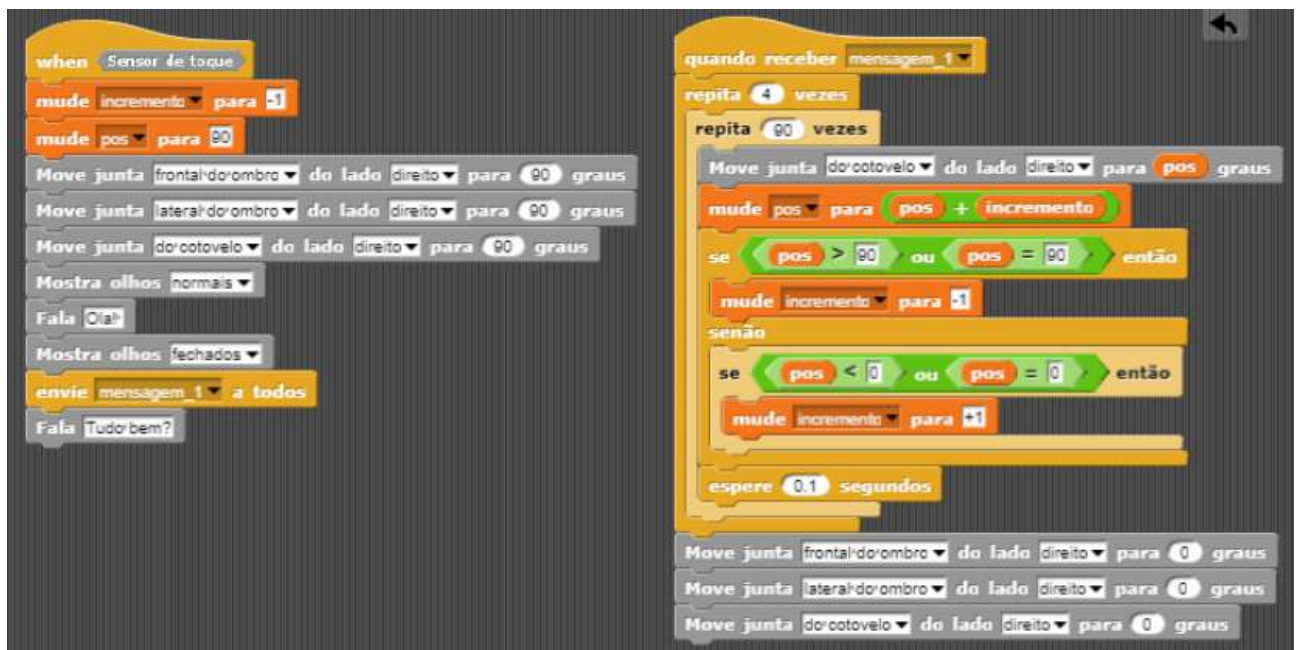 when Sensor de toque
mude incremento para -1
mude pos para 90
Move junta frontal do ombro do lado direito para 90 graus
Move junta lateral do ombro do lado direito para 90 graus
Move junta do cotovelo do lado direito para 90 graus
Mostra olhos normais
Fala Ola!
Mostra olhos fechados
envie mensagem_1 a todos
Fala Tudo bem?
quando receber mensagem_1
repita 4 vezes
repita 90 vezes
Move junta do cotovelo do lado direito para pos graus
mude pos para pos + incremento
se pos > 90 ou pos = 90 então
mude incremento para -1
senão
se pos < 0 ou pos = 0 então
mude incremento para +1
espere 0.1 segundos
Move junta frontal do ombro do lado direito para 0 graus
Move junta lateral do ombro do lado direito para 0 graus
Move junta do cotovelo do lado direito para 0 graus